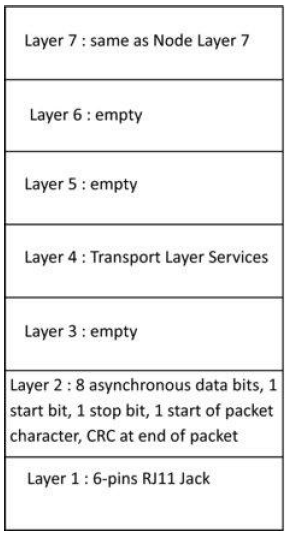 Layer 7 : same as Node Layer 7
Layer 6 : empty
Layer 5 : empty
Layer 4 : Transport Layer Services
Layer 3 : empty
Layer 2 : 8 asynchronous data bits, 1
start bit, 1 stop bit, 1 start of packet
character, CRC at end of packet
Layer 1 : 6-pins RJ11 Jack